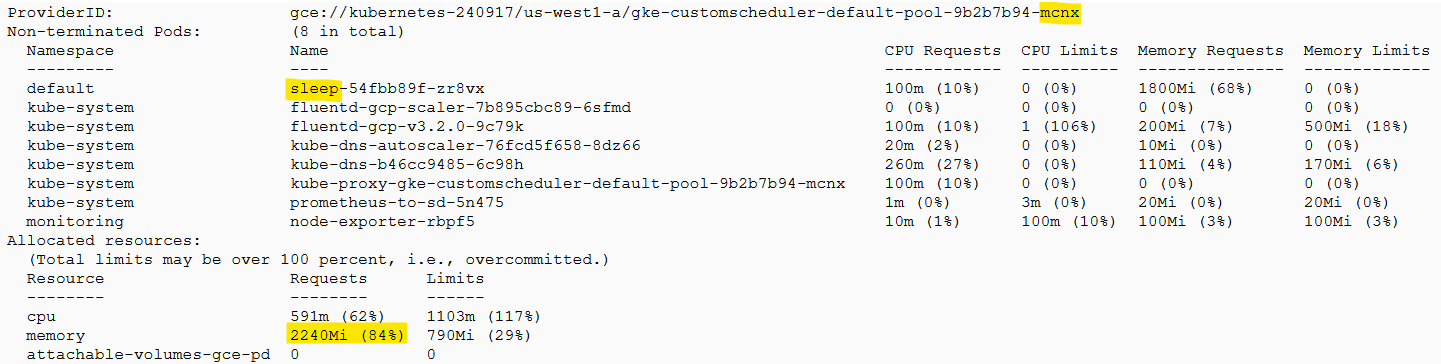 ProviderID: gce://kubernetes-240917/us-west1-a/gke-customscheduler-default-pool-9b2b7b94-mcnx
Non-terminated Pods: (8 in total)
Namespace Name CPU Requests CPU Limits Memory Requests Memory Limits
--------- ---- ------------ ---------- --------------- -------------
default sleep-54fbb89f-zr8vx 100m (10%) 0 (0%) 1800Mi (68%) 0 (0%)
kube-system fluentd-gcp-scaler-7b895cbc89-6sfmd 0 (0%) 0 (0%) 0 (0%) 0 (0%)
kube-system fluentd-gcp-v3.2.0-9c79k 100m (10%) 1 (106%) 200Mi (7%) 500Mi (18%)
kube-system kube-dns-autoscaler-76fcd5f658-8dz66 20m (2%) 0 (0%) 10Mi (0%) 0 (0%)
kube-system kube-dns-b46cc9485-6c98h 260m (27%) 0 (0%) 110Mi (4%) 170Mi (6%)
kube-system kube-proxy-gke-customscheduler-default-pool-9b2b7b94-mcnx 100m (10%) 0 (0%) 0 (0%) 0 (0%)
kube-system prometheus-to-sd-5n475 1m (0%) 3m (0%) 20Mi (0%) 20Mi (0%)
monitoring node-exporter-rbpf5 10m (1%) 100m (10%) 100Mi (3%) 100Mi (3%)
Allocated resources:
(Total limits may be over 100 percent, i.e., overcommitted.)
Resource Requests Limits
-------- -------- ------
cpu 591m (62%) 1103m (117%)
memory 2240Mi (84%) 790Mi (29%)
attachable-volumes-gce-pd 0 0